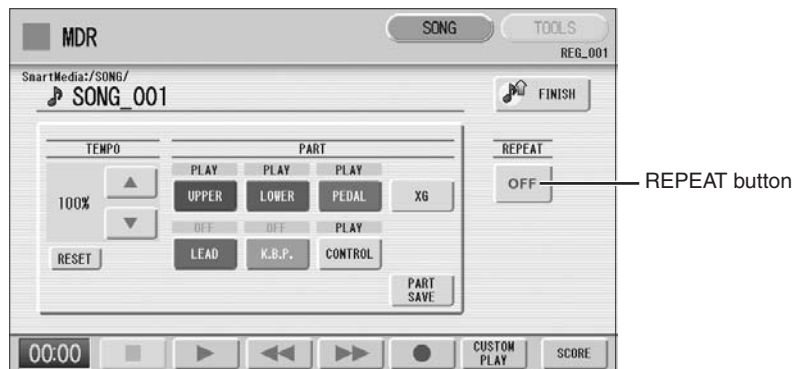 MDR
SONG
TOOLS
REG_001
SmartMedia:/SONG/
SONG_001
FINISH
TEMPO
PART
REPEAT
100%
RESET
PLAY PLAY PLAY
UPPER LOWER PEDAL XG
OFF OFF PLAY
LEAD K.B.P. CONTROL
PART
SAVE
OFF
REPEAT button
00:00
CUSTOM
PLAY
SCORE